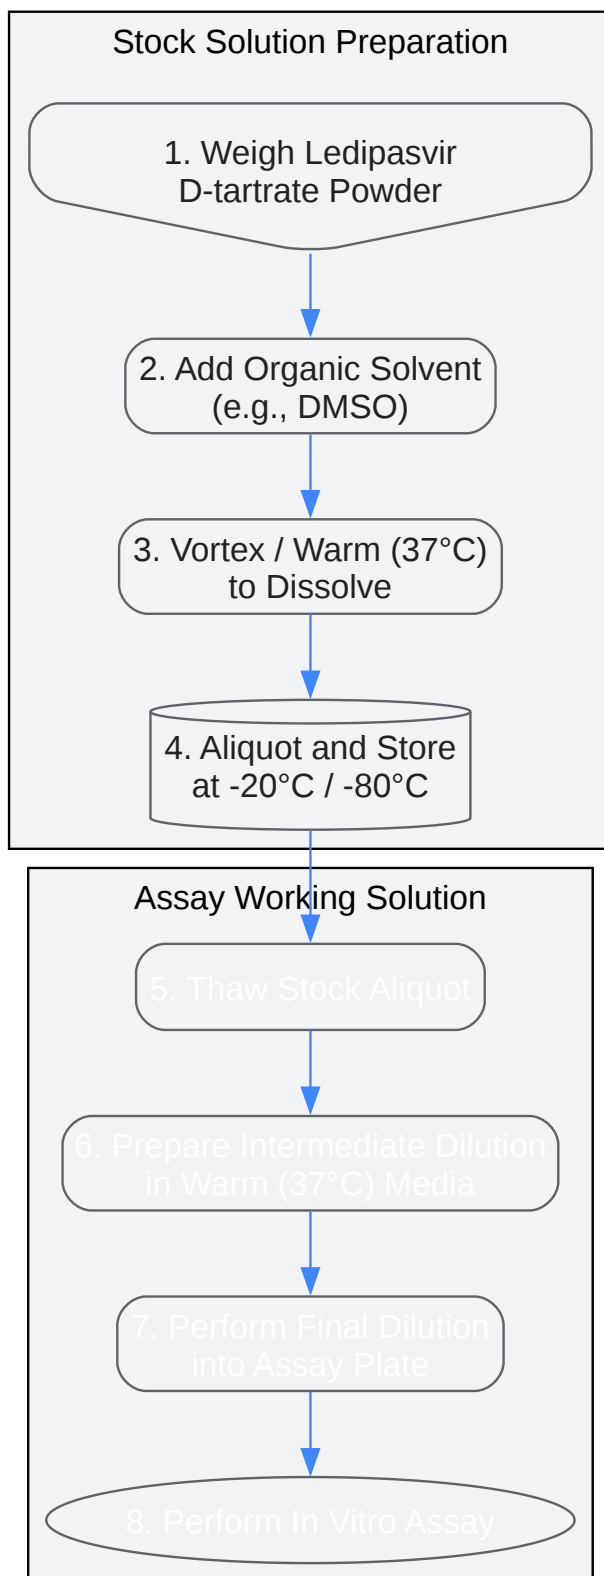 Stock Solution Preparation
1. Weigh Ledipasvir
D-tartrate Powder
2. Add Organic Solvent
(e.g., DMSO)
3. Vortex / Warm (37°C)
to Dissolve
4. Aliquot and Store
at -20°C / -80°C
Assay Working Solution
5. Thaw Stock Aliquot
6. Prepare Intermediate Dilution
in Warm (37°C) Media
7. Perform Final Dilution
into Assay Plate
8. Perform In Vitro Assay